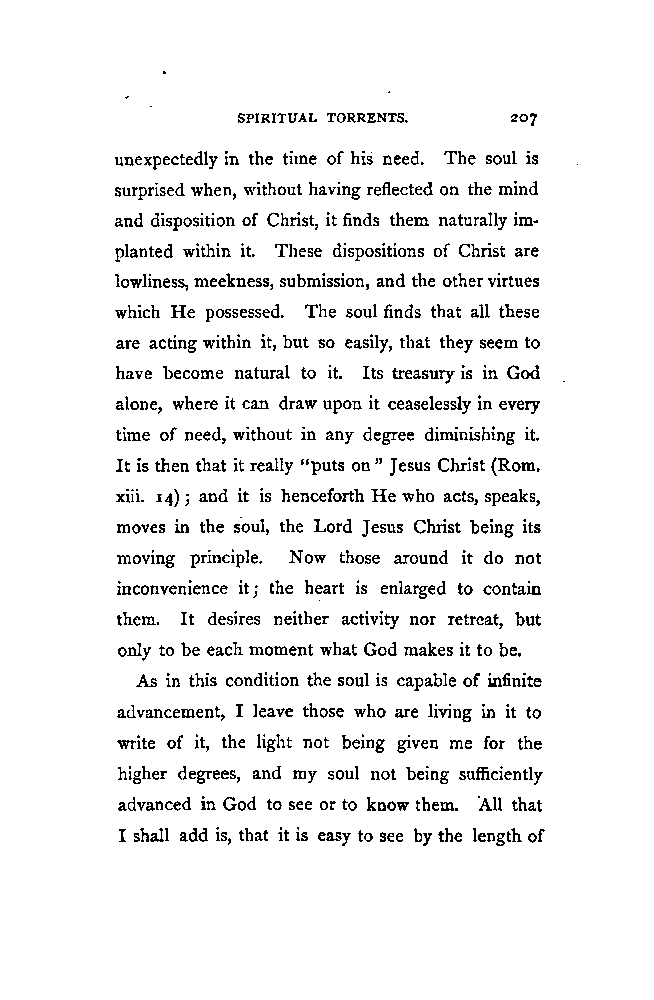 SPIRITUAL TORRENTS. 207
unexpectedly in the time of his need. The soul is
surprised when, without having reflected on the mind
and disposition of Christ, it finds them naturally im-
planted within it. These dispositions of Christ are
lowliness, meekness, submission, and the other virtues
which He possessed. The soul finds that all these
are acting within it, but so easily, that they seem to
have become natural to it. Its treasury is in God
alone, where it can draw upon it ceaselessly in every
time of need, without in any degree diminishing it.
It is then that it really "puts on" Jesus Christ (Rom.
xiii. 14); and it is henceforth He who acts, speaks,
moves in the soul, the Lord Jesus Christ being its
moving principle. Now those around it do not
inconvenience it; the heart is enlarged to contain
them. It desires neither activity nor retreat, but
only to be each moment what God makes it to be.
As in this condition the soul is capable of infinite
advancement, I leave those who are living in it to
write of it, the light not being given me for the
higher degrees, and my soul not being sufficiently
advanced in God to see or to know them. All that
I shall add is, that it is easy to see by the length of